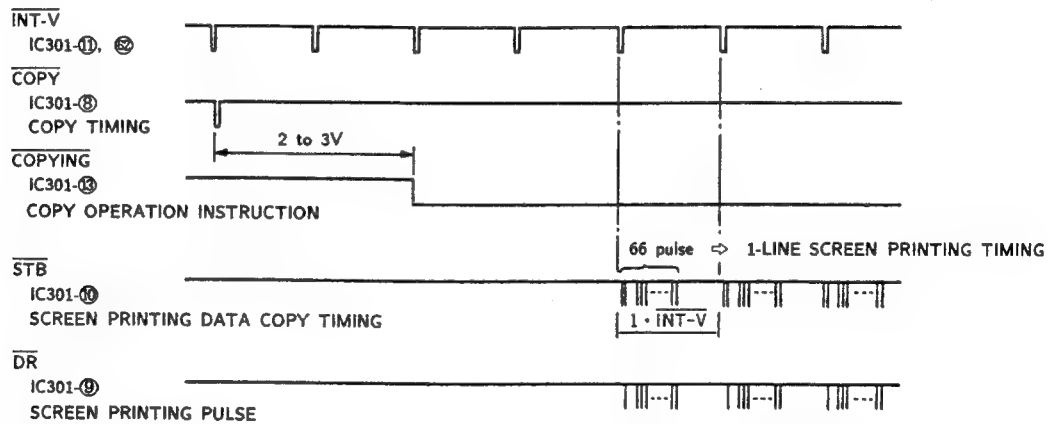 INT-V
IC301-⑪, ㉒
COPY
IC301-⑧
COPY TIMING
2 to 3V
COPYING
IC301-⑬
COPY OPERATION INSTRUCTION
66 pulse ⇨ 1-LINE SCREEN PRINTING TIMING
STB
IC301-⑩
SCREEN PRINTING DATA COPY TIMING
1・INT-V
DR
IC301-⑨
SCREEN PRINTING PULSE